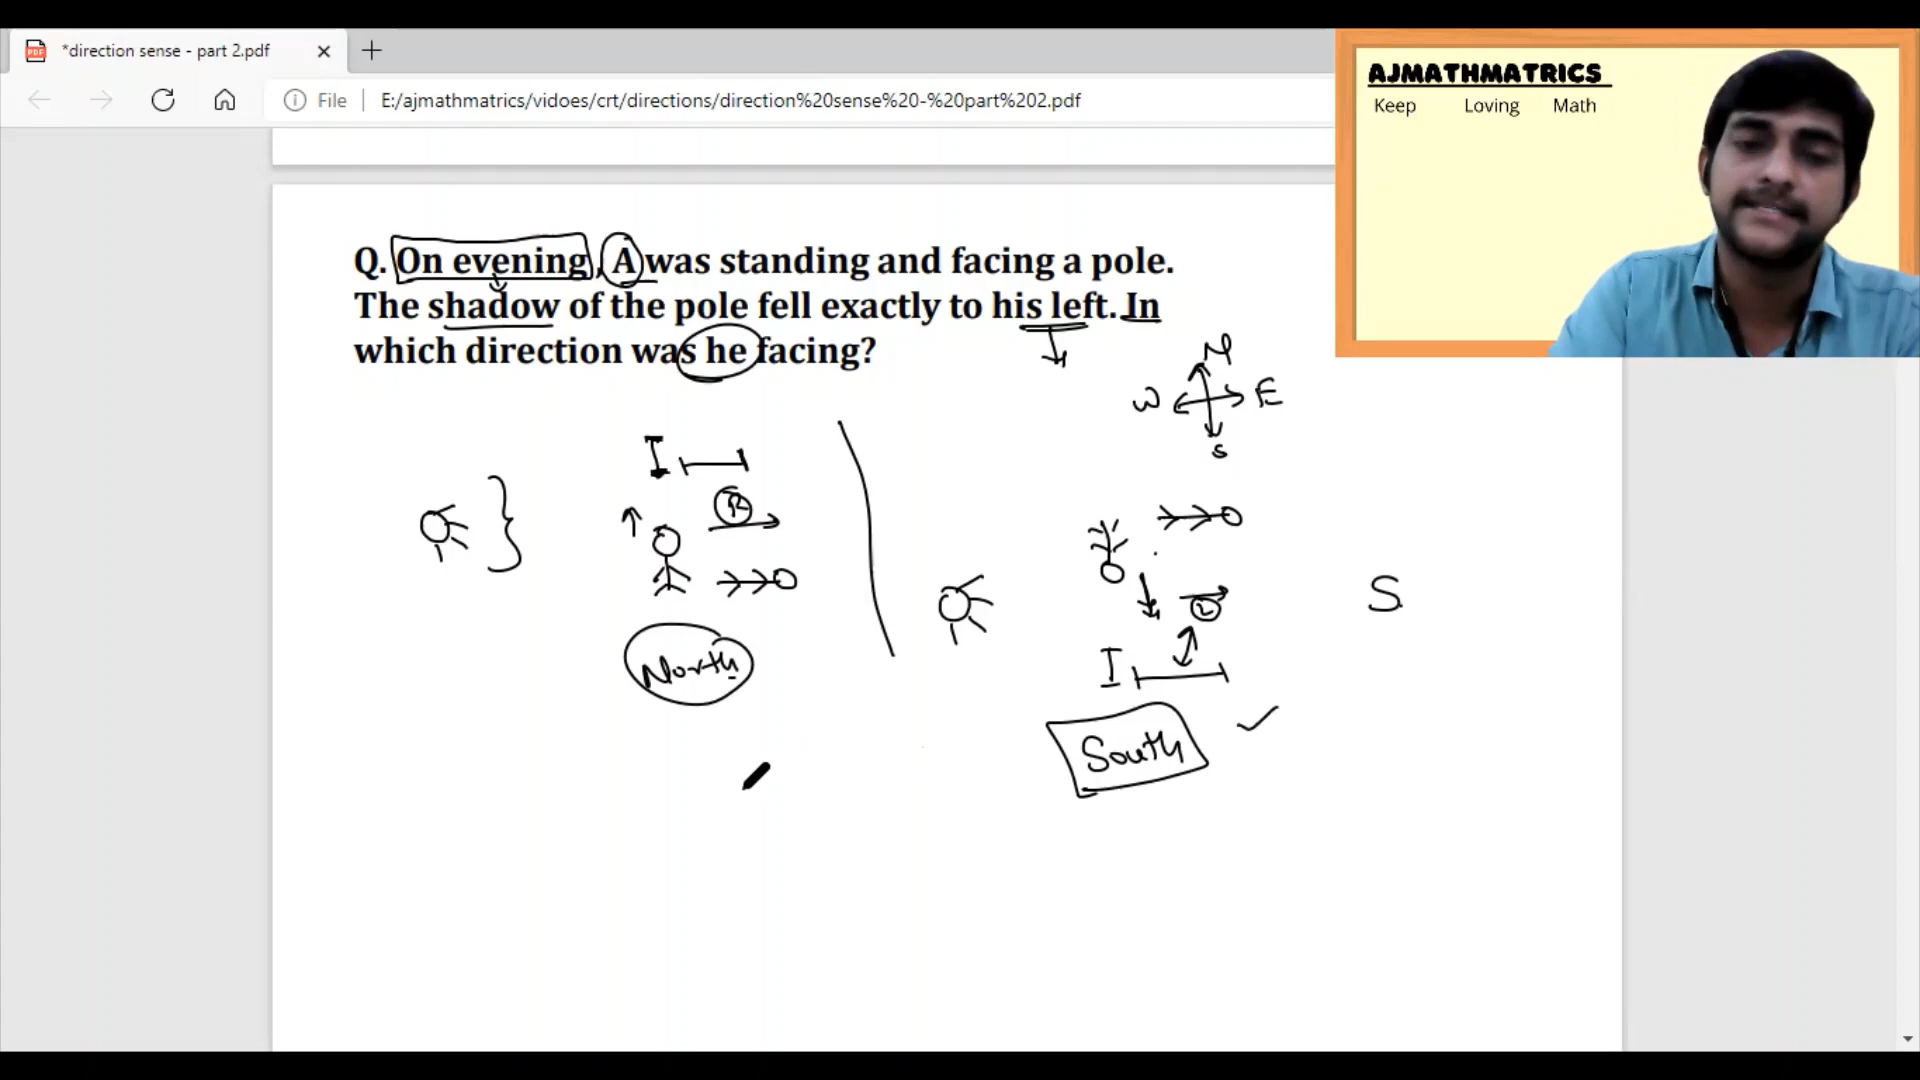 *direction sense - part 2.pdf
File
E:/ajmathmatrics/vidoes/crt/directions/direction%20sense%20-%20part%202.pdf
AJMATHMATRICS
Keep Loving Math
Q. On evening, A was standing and facing a pole.
The shadow of the pole fell exactly to his left. In
which direction was he facing?
N
W E
S
R
L
S
North
South